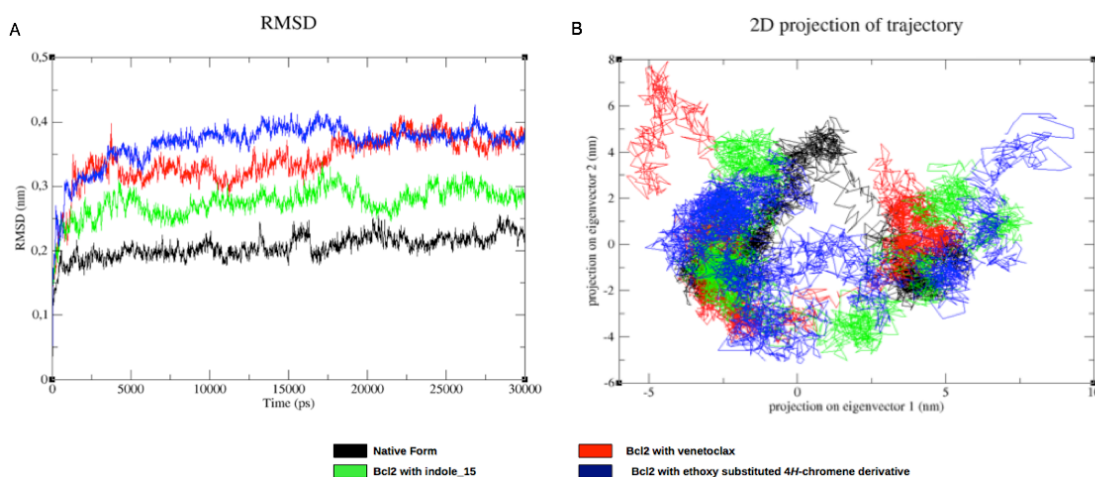 A
RMSD
0,5
0,4
0,3
0,2
0,1
0
RMSD (nm)
0
5000
10000
15000
20000
25000
30000
Time (ps)
B
2D projection of trajectory
8
6
4
2
0
-2
-4
-6
projection on eigenvector 2 (nm)
-5
0
5
10
projection on eigenvector 1 (nm)
Native Form
Bcl2 with venetoclax
Bcl2 with indole_15
Bcl2 with ethoxy substituted 4H-chromene derivative